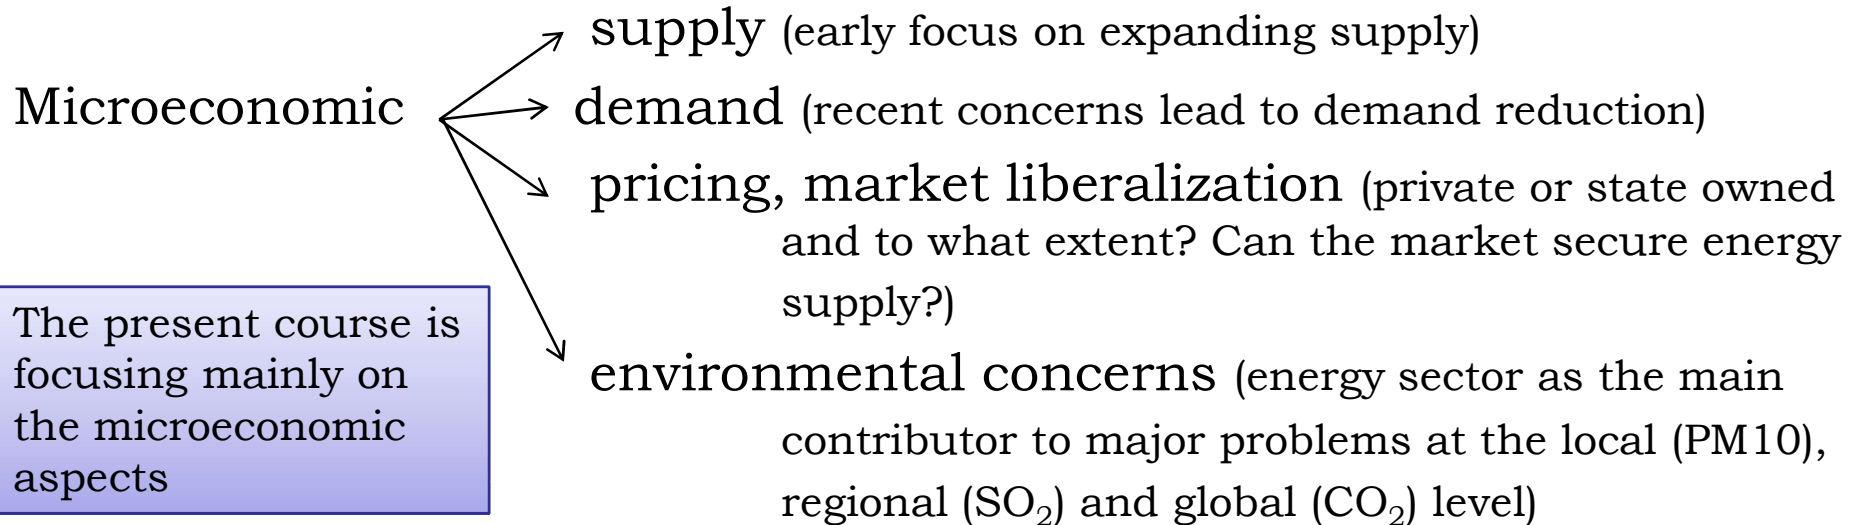 supply (early focus on expanding supply)
Microeconomic
demand (recent concerns lead to demand reduction)
pricing, market liberalization (private or state owned
and to what extent? Can the market secure energy
supply?)
environmental concerns (energy sector as the main
contributor to major problems at the local (PM10),
regional (SO₂) and global (CO₂) level)
The present course is
focusing mainly on
the microeconomic
aspects